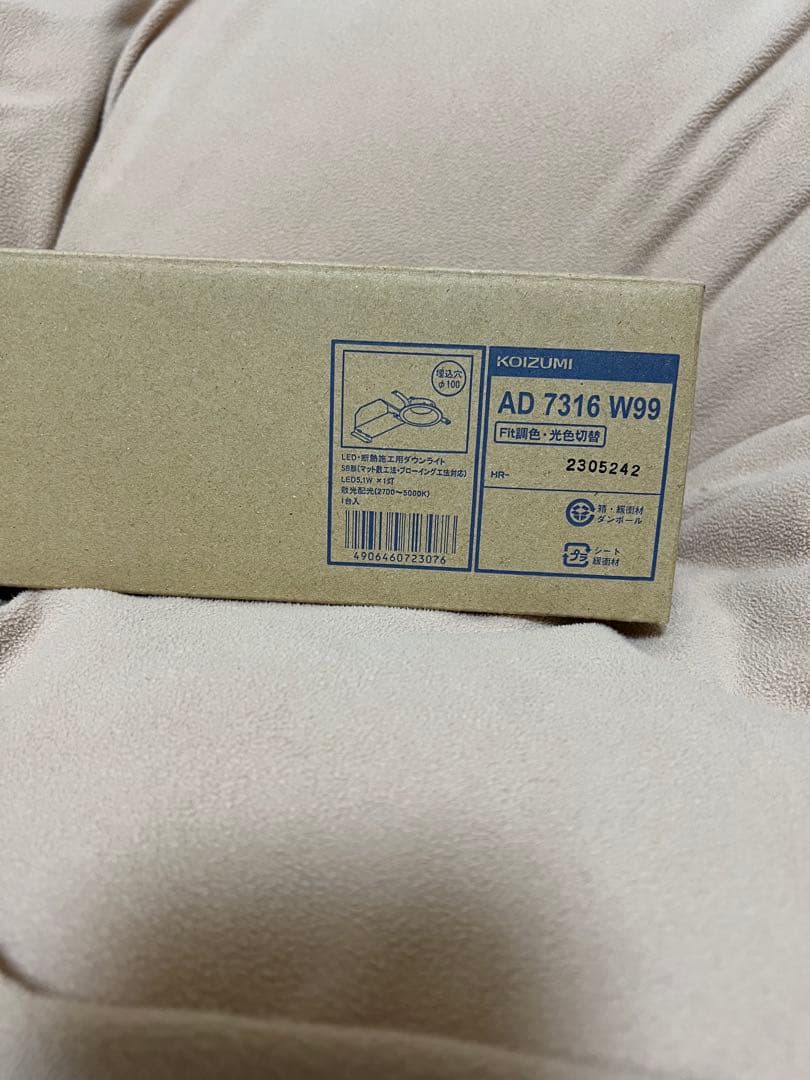 埋込穴
φ100
LED・断熱施工用ダウンライト
SB形(マット敷工法・ブローイング工法対応)
LED5.1W ×1灯
散光配光(2700~5000K)
1台入
4906460723076
KOIZUMI
AD 7316 W99
Fit調色・光色切替
HR- 2305242
箱・緩衝材
ダンボール
プラ
シート
緩衝材